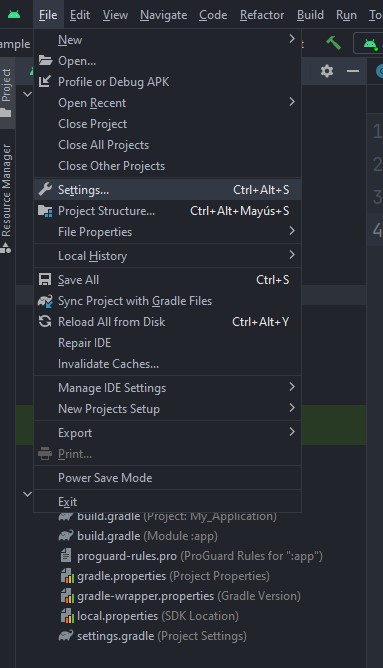 File Edit View Navigate Code Refactor Build Run To
ample
Project
Resource Manager
New
Open...
Profile or Debug APK
Open Recent
Close Project
Close All Projects
Close Other Projects
Settings... Ctrl+Alt+S
Project Structure... Ctrl+Alt+Mayús+S
File Properties
Local History
Save All Ctrl+S
Sync Project with Gradle Files
Reload All from Disk Ctrl+Alt+Y
Repair IDE
Invalidate Caches...
Manage IDE Settings
New Projects Setup
Export
Print...
Power Save Mode
Exit
1
2
3
4
build.gradle (Project: My_Application)
build.gradle (Module :app)
proguard-rules.pro (ProGuard Rules for ":app")
gradle.properties (Project Properties)
gradle-wrapper.properties (Gradle Version)
local.properties (SDK Location)
settings.gradle (Project Settings)